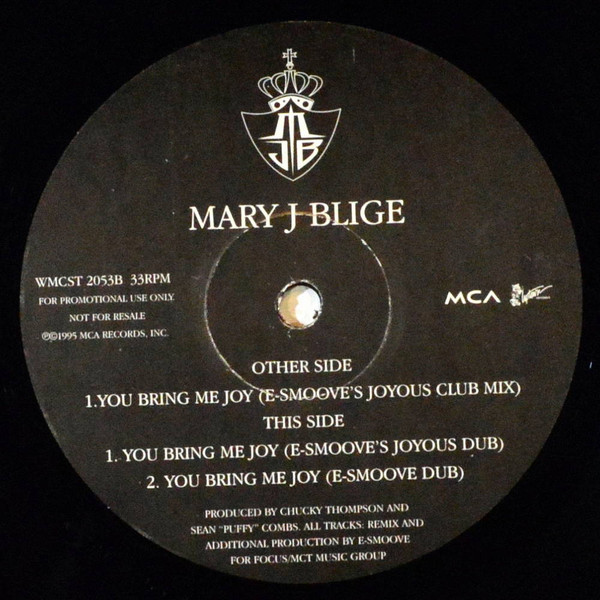 MJB
MARY J BLIGE
WMCST 2053B 33RPM
FOR PROMOTIONAL USE ONLY
NOT FOR RESALE
℗©1995 MCA RECORDS, INC.
MCA
OTHER SIDE
1.YOU BRING ME JOY (E-SMOOVE'S JOYOUS CLUB MIX)
THIS SIDE
1. YOU BRING ME JOY (E-SMOOVE'S JOYOUS DUB)
2. YOU BRING ME JOY (E-SMOOVE DUB)
PRODUCED BY CHUCKY THOMPSON AND
SEAN "PUFFY" COMBS. ALL TRACKS: REMIX AND
ADDITIONAL PRODUCTION BY E-SMOOVE
FOR FOCUS/MCT MUSIC GROUP